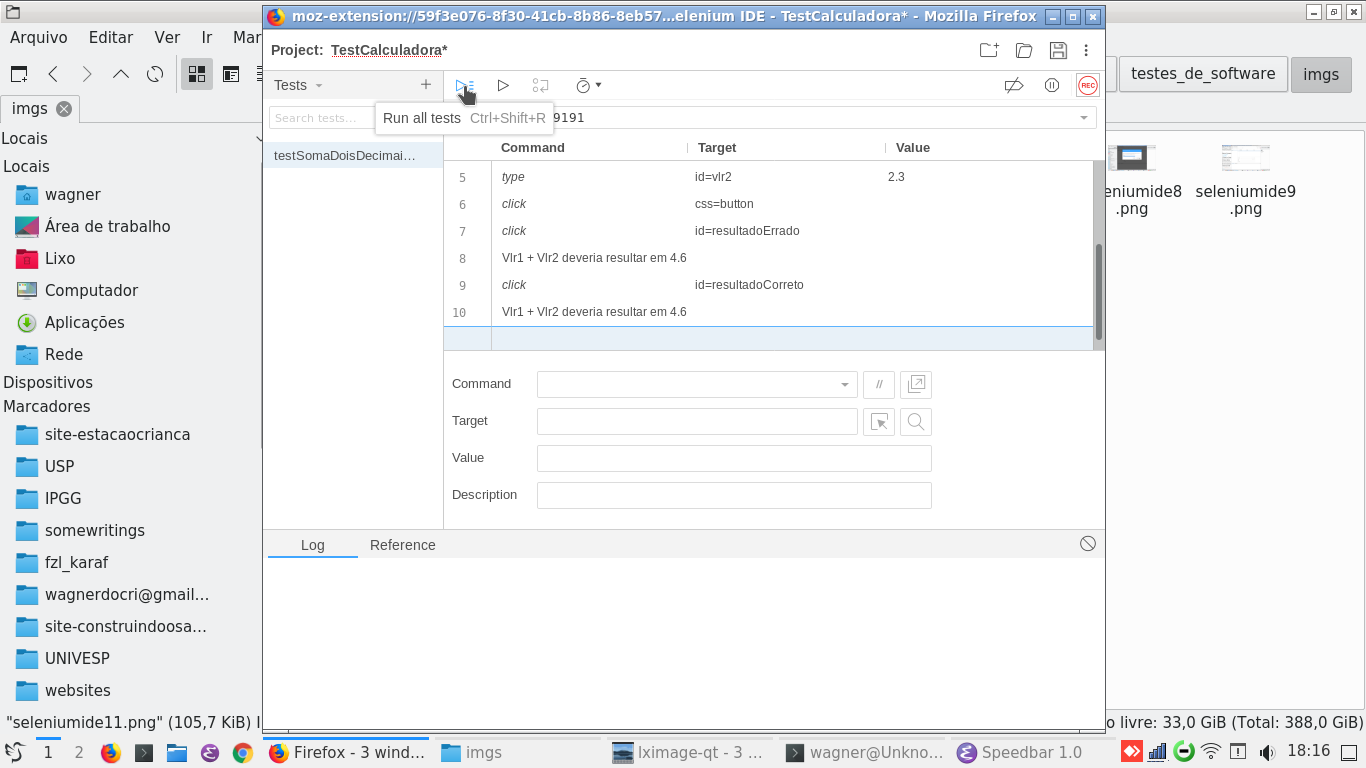 moz-extension://59f3e076-8f30-41cb-8b86-8eb57...elenium IDE - TestCalculadora* - Mozilla Firefox
Arquivo Editar Ver Ir Mar
Project: TestCalculadora*
testes_de_software imgs
Tests
imgs
Search tests...
Run all tests Ctrl+Shift+R
9191
Locais
testSomaDoisDecimai...
Command Target Value
Locais
wagner
Área de trabalho
Lixo
Computador
Aplicações
Rede
Dispositivos
Marcadores
site-estacaocrianca
USP
IPGG
somewritings
fzl_karaf
wagnerdocri@gmail...
site-construindoosa...
UNIVESP
websites
5 type id=vlr2 2.3
6 click css=button
7 click id=resultadoErrado
8 Vlr1 + Vlr2 deveria resultar em 4.6
9 click id=resultadoCorreto
10 Vlr1 + Vlr2 deveria resultar em 4.6
Command //
Target
Value
Description
Log Reference
REC
eniumide8
.png
seleniumide9
.png
"seleniumide11.png" (105,7 KiB) I
o livre: 33,0 GiB (Total: 388,0 GiB)
1 2 Firefox - 3 wind... imgs lximage-qt - 3 ... wagner@Unkno... Speedbar 1.0 18:16